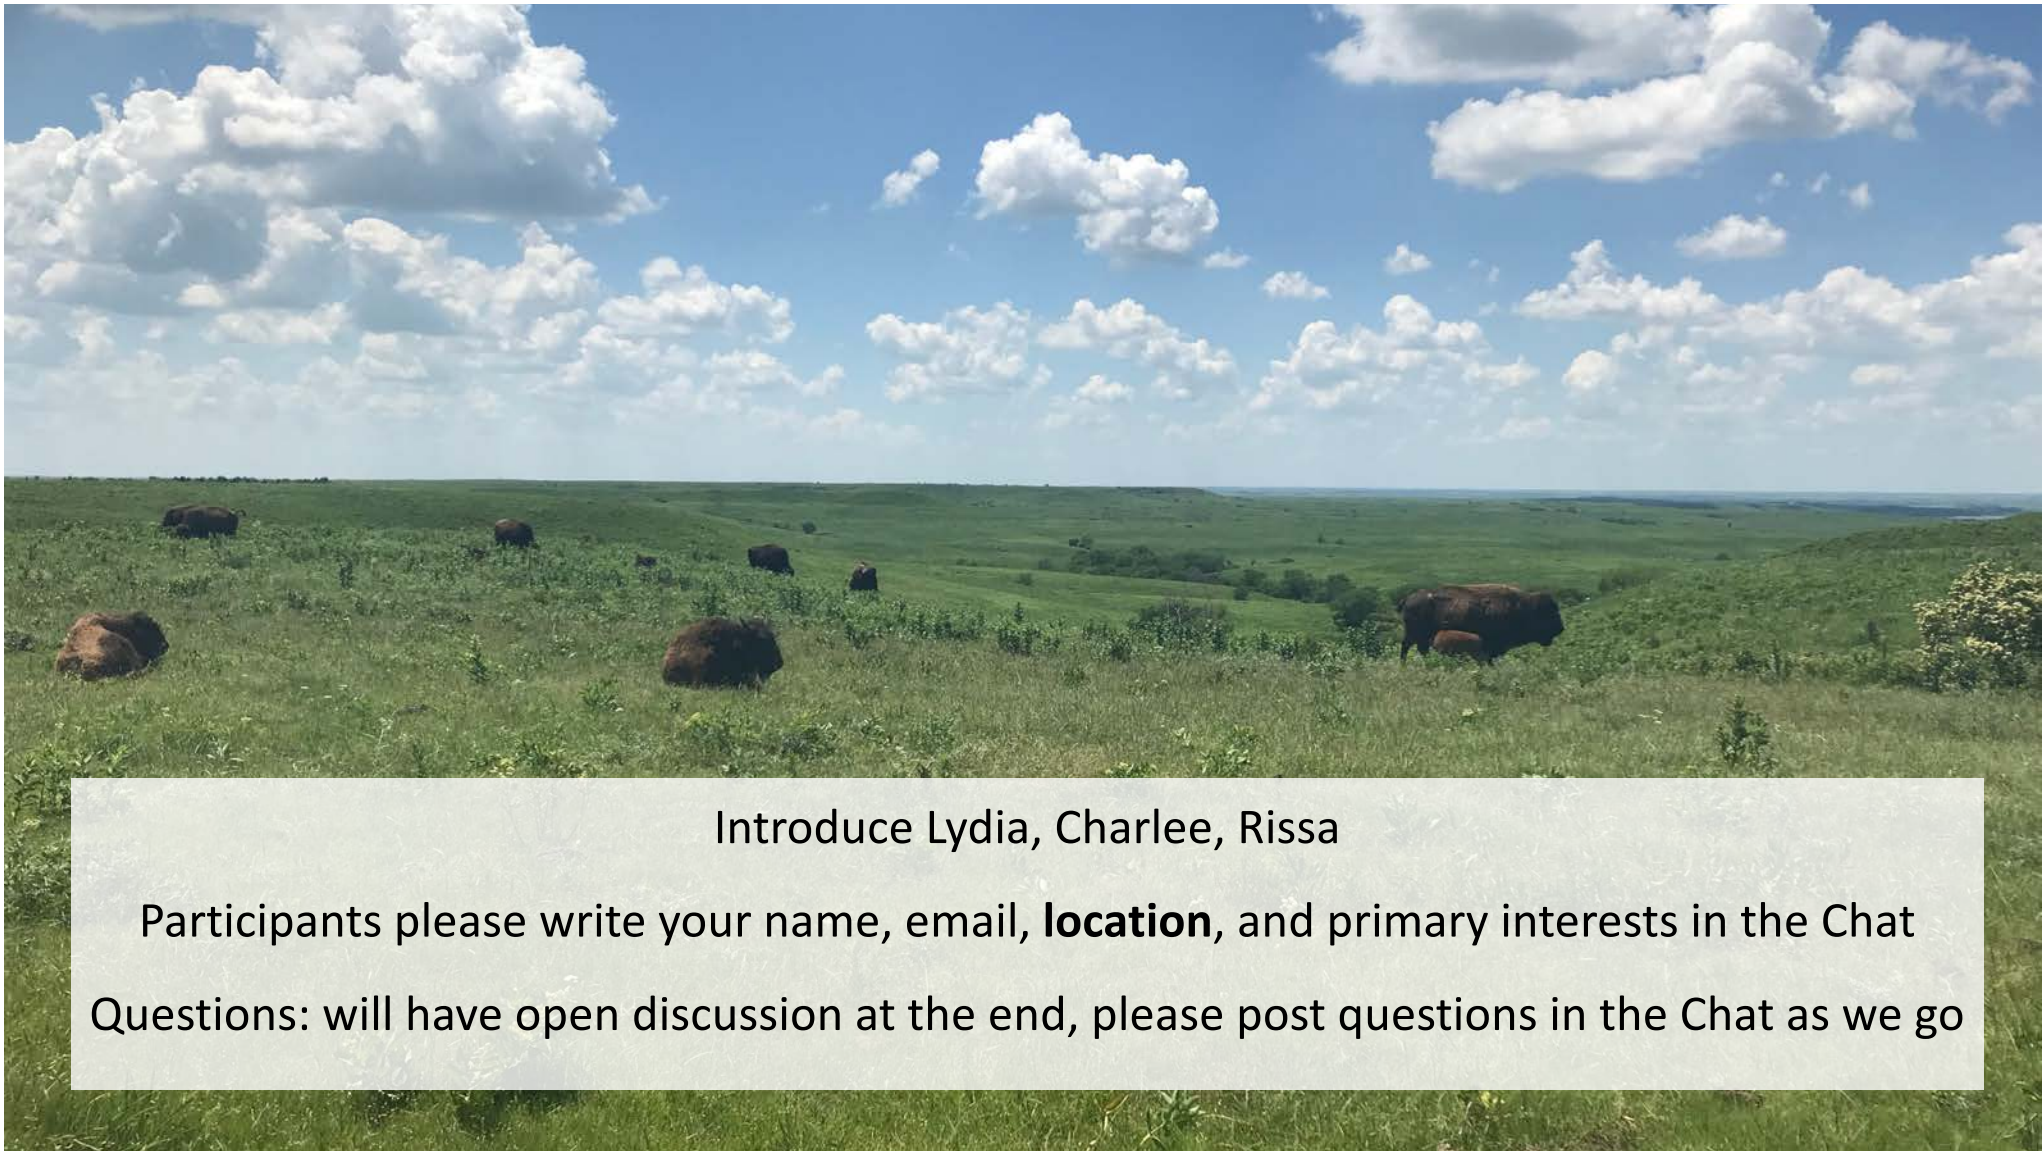 Introduce Lydia, Charlee, Rissa
Participants please write your name, email, location, and primary interests in the Chat
Questions: will have open discussion at the end, please post questions in the Chat as we go